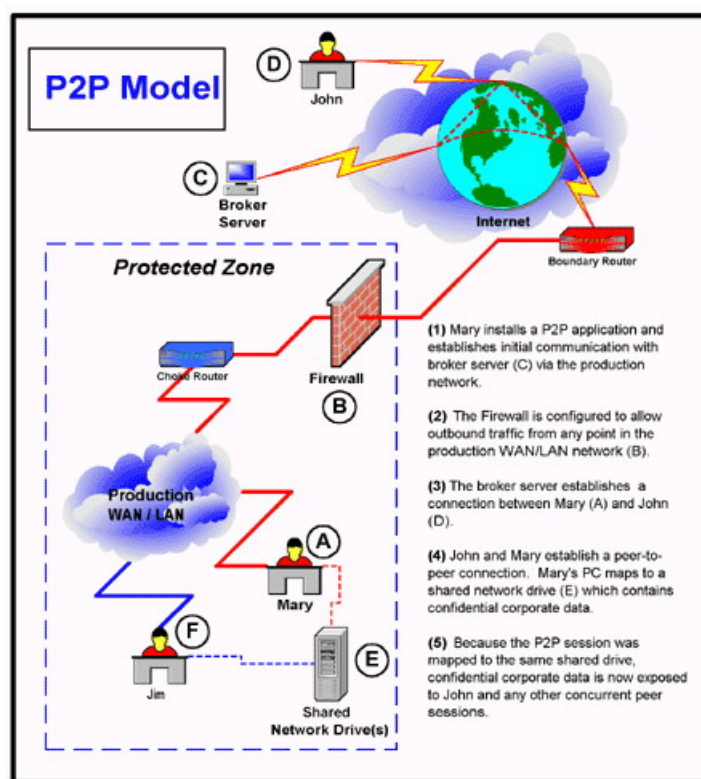 P2P Model
D
John
C
Broker
Server
Internet
Boundary Router
Protected Zone
Choke Router
Firewall
B
Production
WAN / LAN
A
Mary
F
Jim
E
Shared
Network Drive(s)
(1) Mary installs a P2P application and
establishes initial communication with
broker server (C) via the production
network.
(2) The Firewall is configured to allow
outbound traffic from any point in the
production WAN/LAN network (B).
(3) The broker server establishes a
connection between Mary (A) and John
(D).
(4) John and Mary establish a peer-to-
peer connection. Mary's PC maps to a
shared network drive (E) which contains
confidential corporate data.
(5) Because the P2P session was
mapped to the same shared drive,
confidential corporate data is now exposed
to John and any other concurrent peer
sessions.